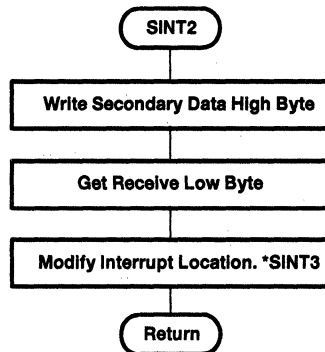 SINT2
Write Secondary Data High Byte
Get Receive Low Byte
Modify Interrupt Location. *SINT3
Return